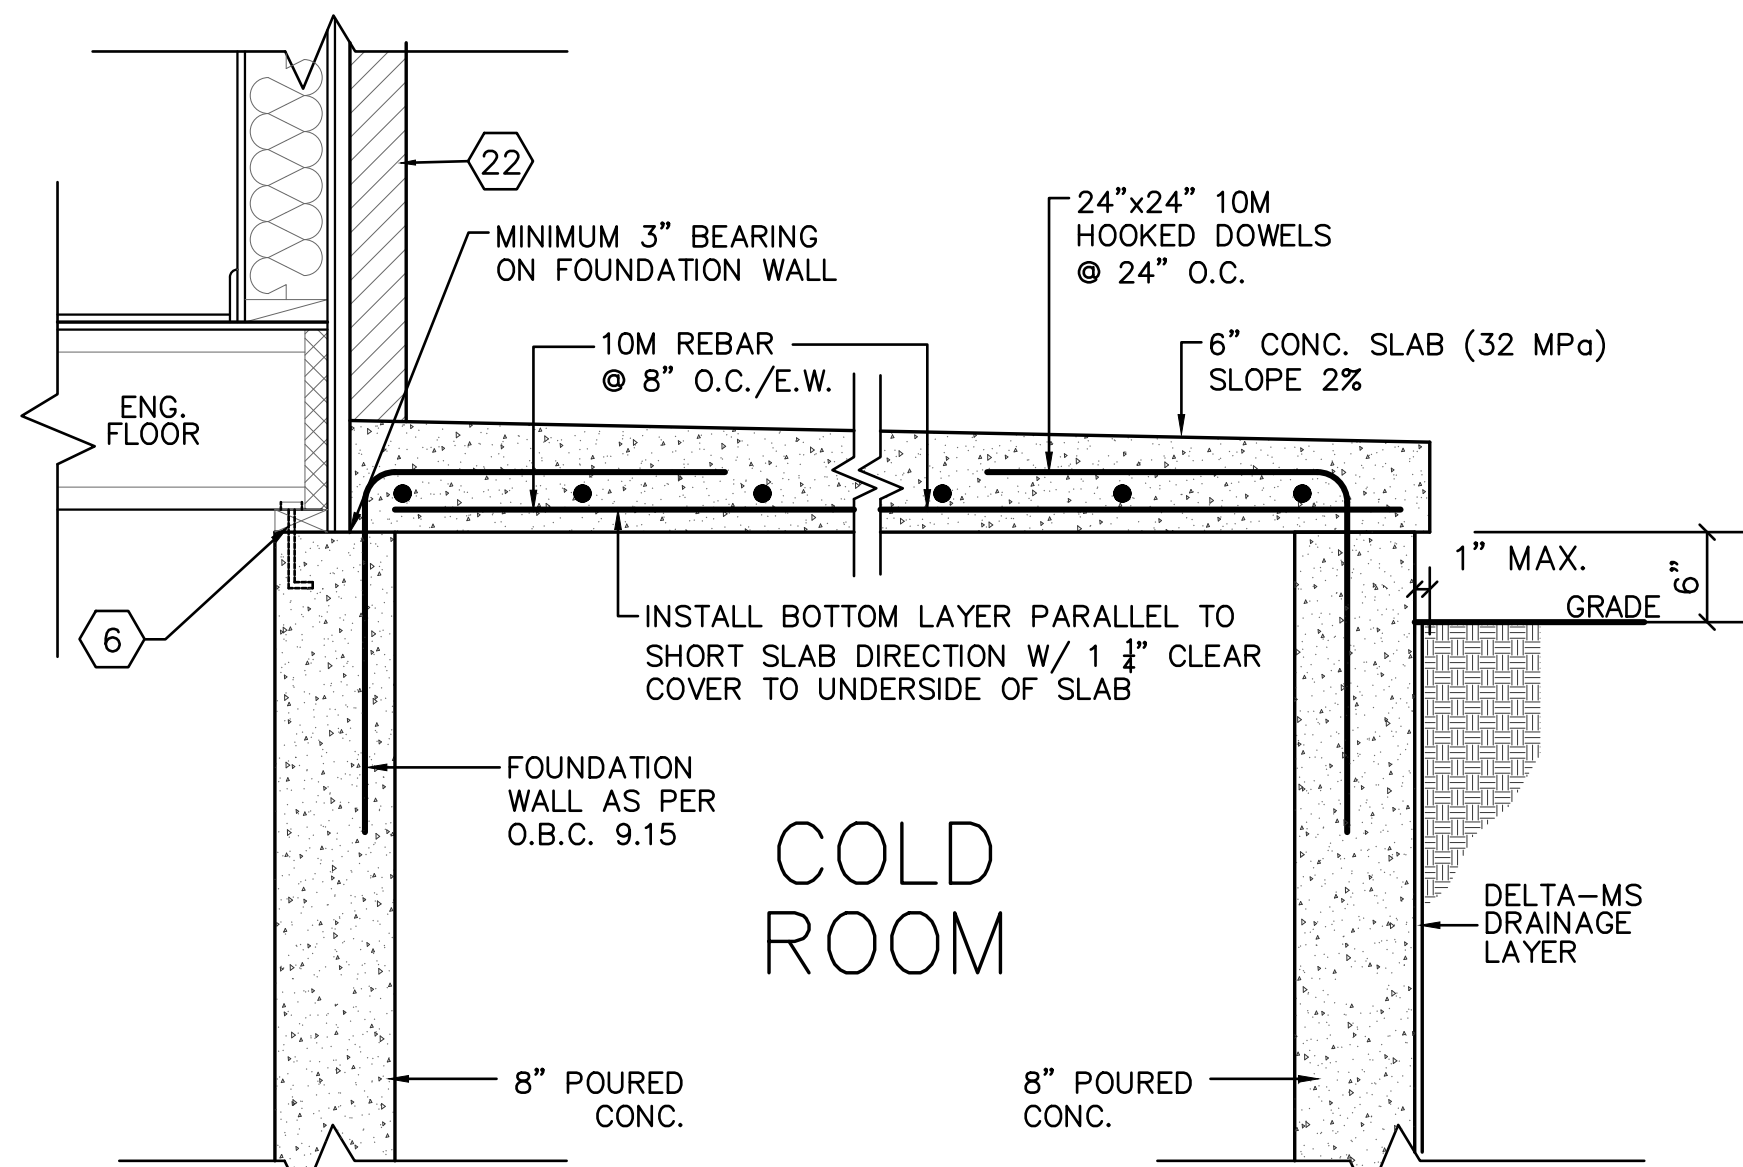 22
MINIMUM 3" BEARING
ON FOUNDATION WALL
24"x24" 10M
HOOKED DOWELS
@ 24" O.C.
10M REBAR
@ 8" O.C./E.W.
6" CONC. SLAB (32 MPa)
SLOPE 2%
ENG.
FLOOR
1" MAX.
6"
GRADE
6
INSTALL BOTTOM LAYER PARALLEL TO
SHORT SLAB DIRECTION W/ 1 1/4" CLEAR
COVER TO UNDERSIDE OF SLAB
FOUNDATION
WALL AS PER
O.B.C. 9.15
COLD
ROOM
DELTA-MS
DRAINAGE
LAYER
8" POURED
CONC.
8" POURED
CONC.